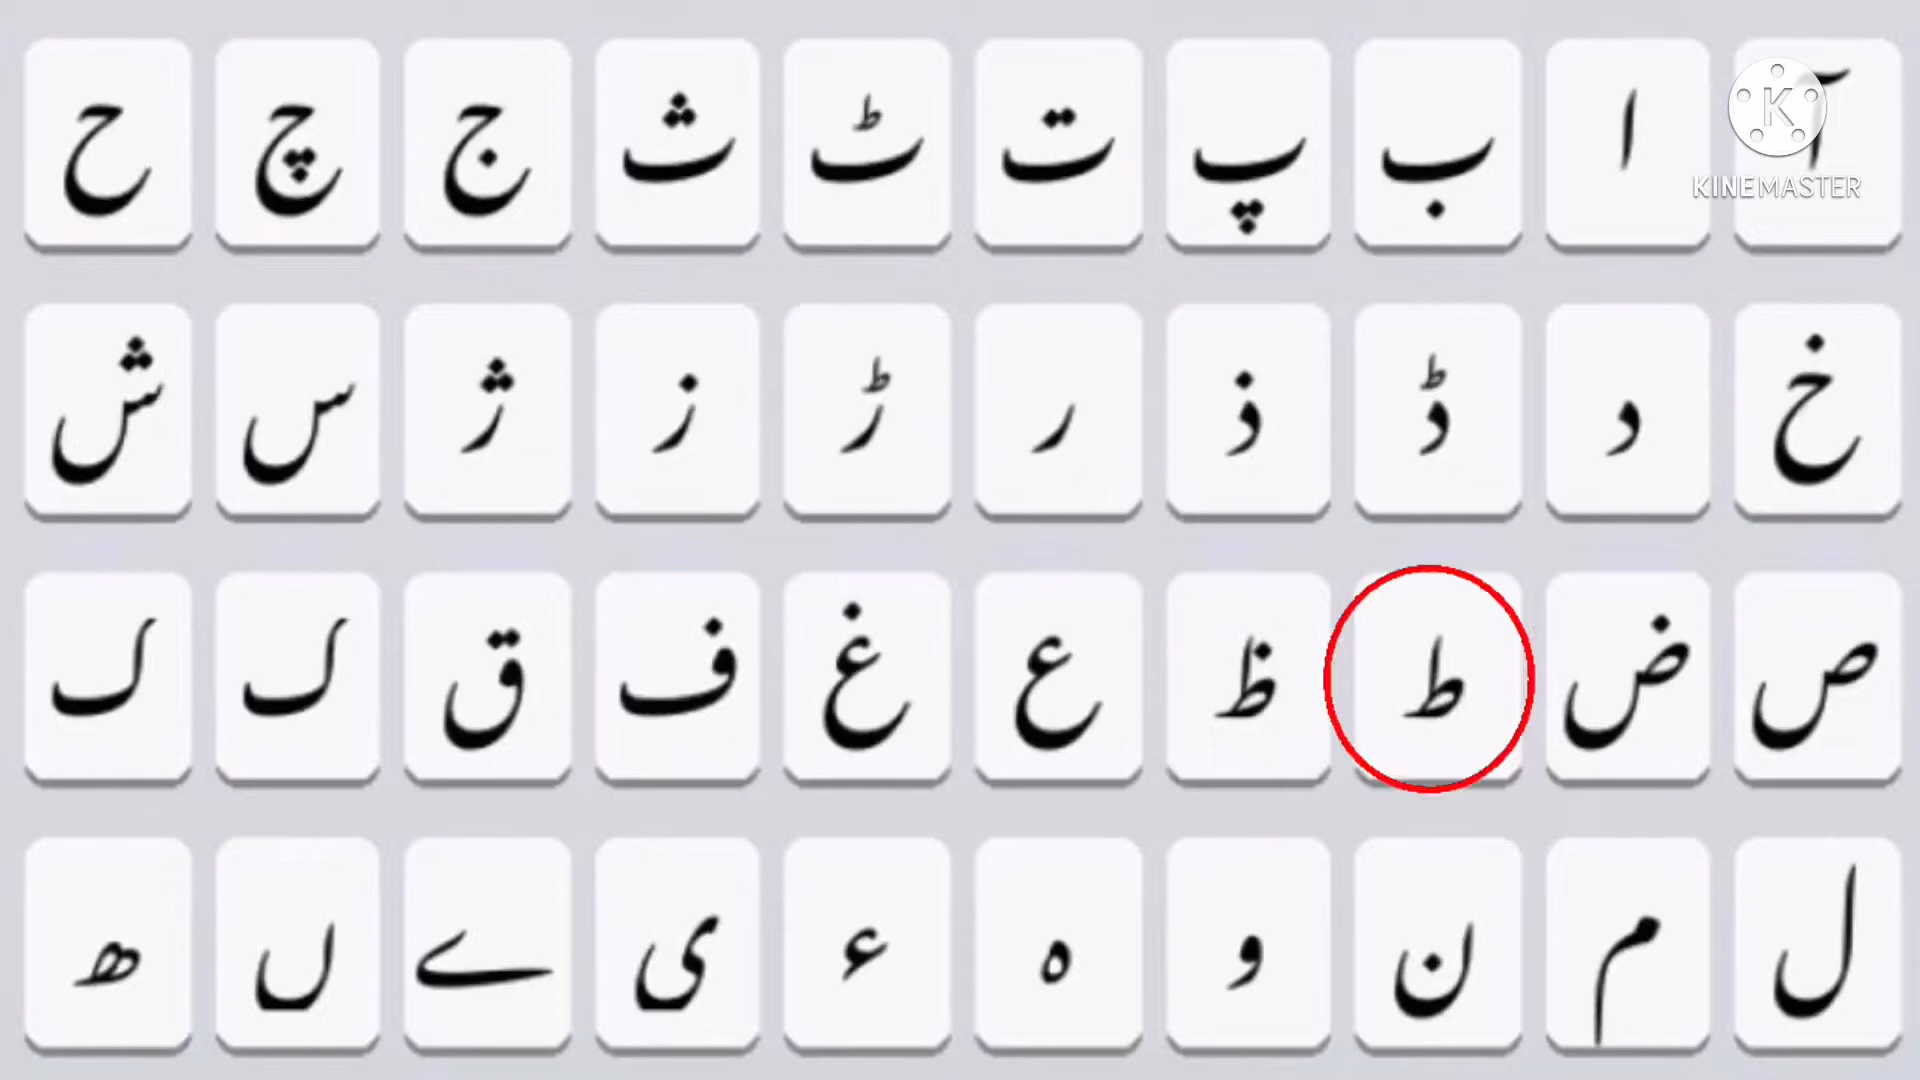 آ ا ب پ ت ٹ ث ج چ ح
KINEMASTER
خ د ڈ ذ ر ڑ ز ژ س ش
ص ض ط ظ ع غ ف ق ک ک
ل م ن و ہ ء ی ے ں ھ